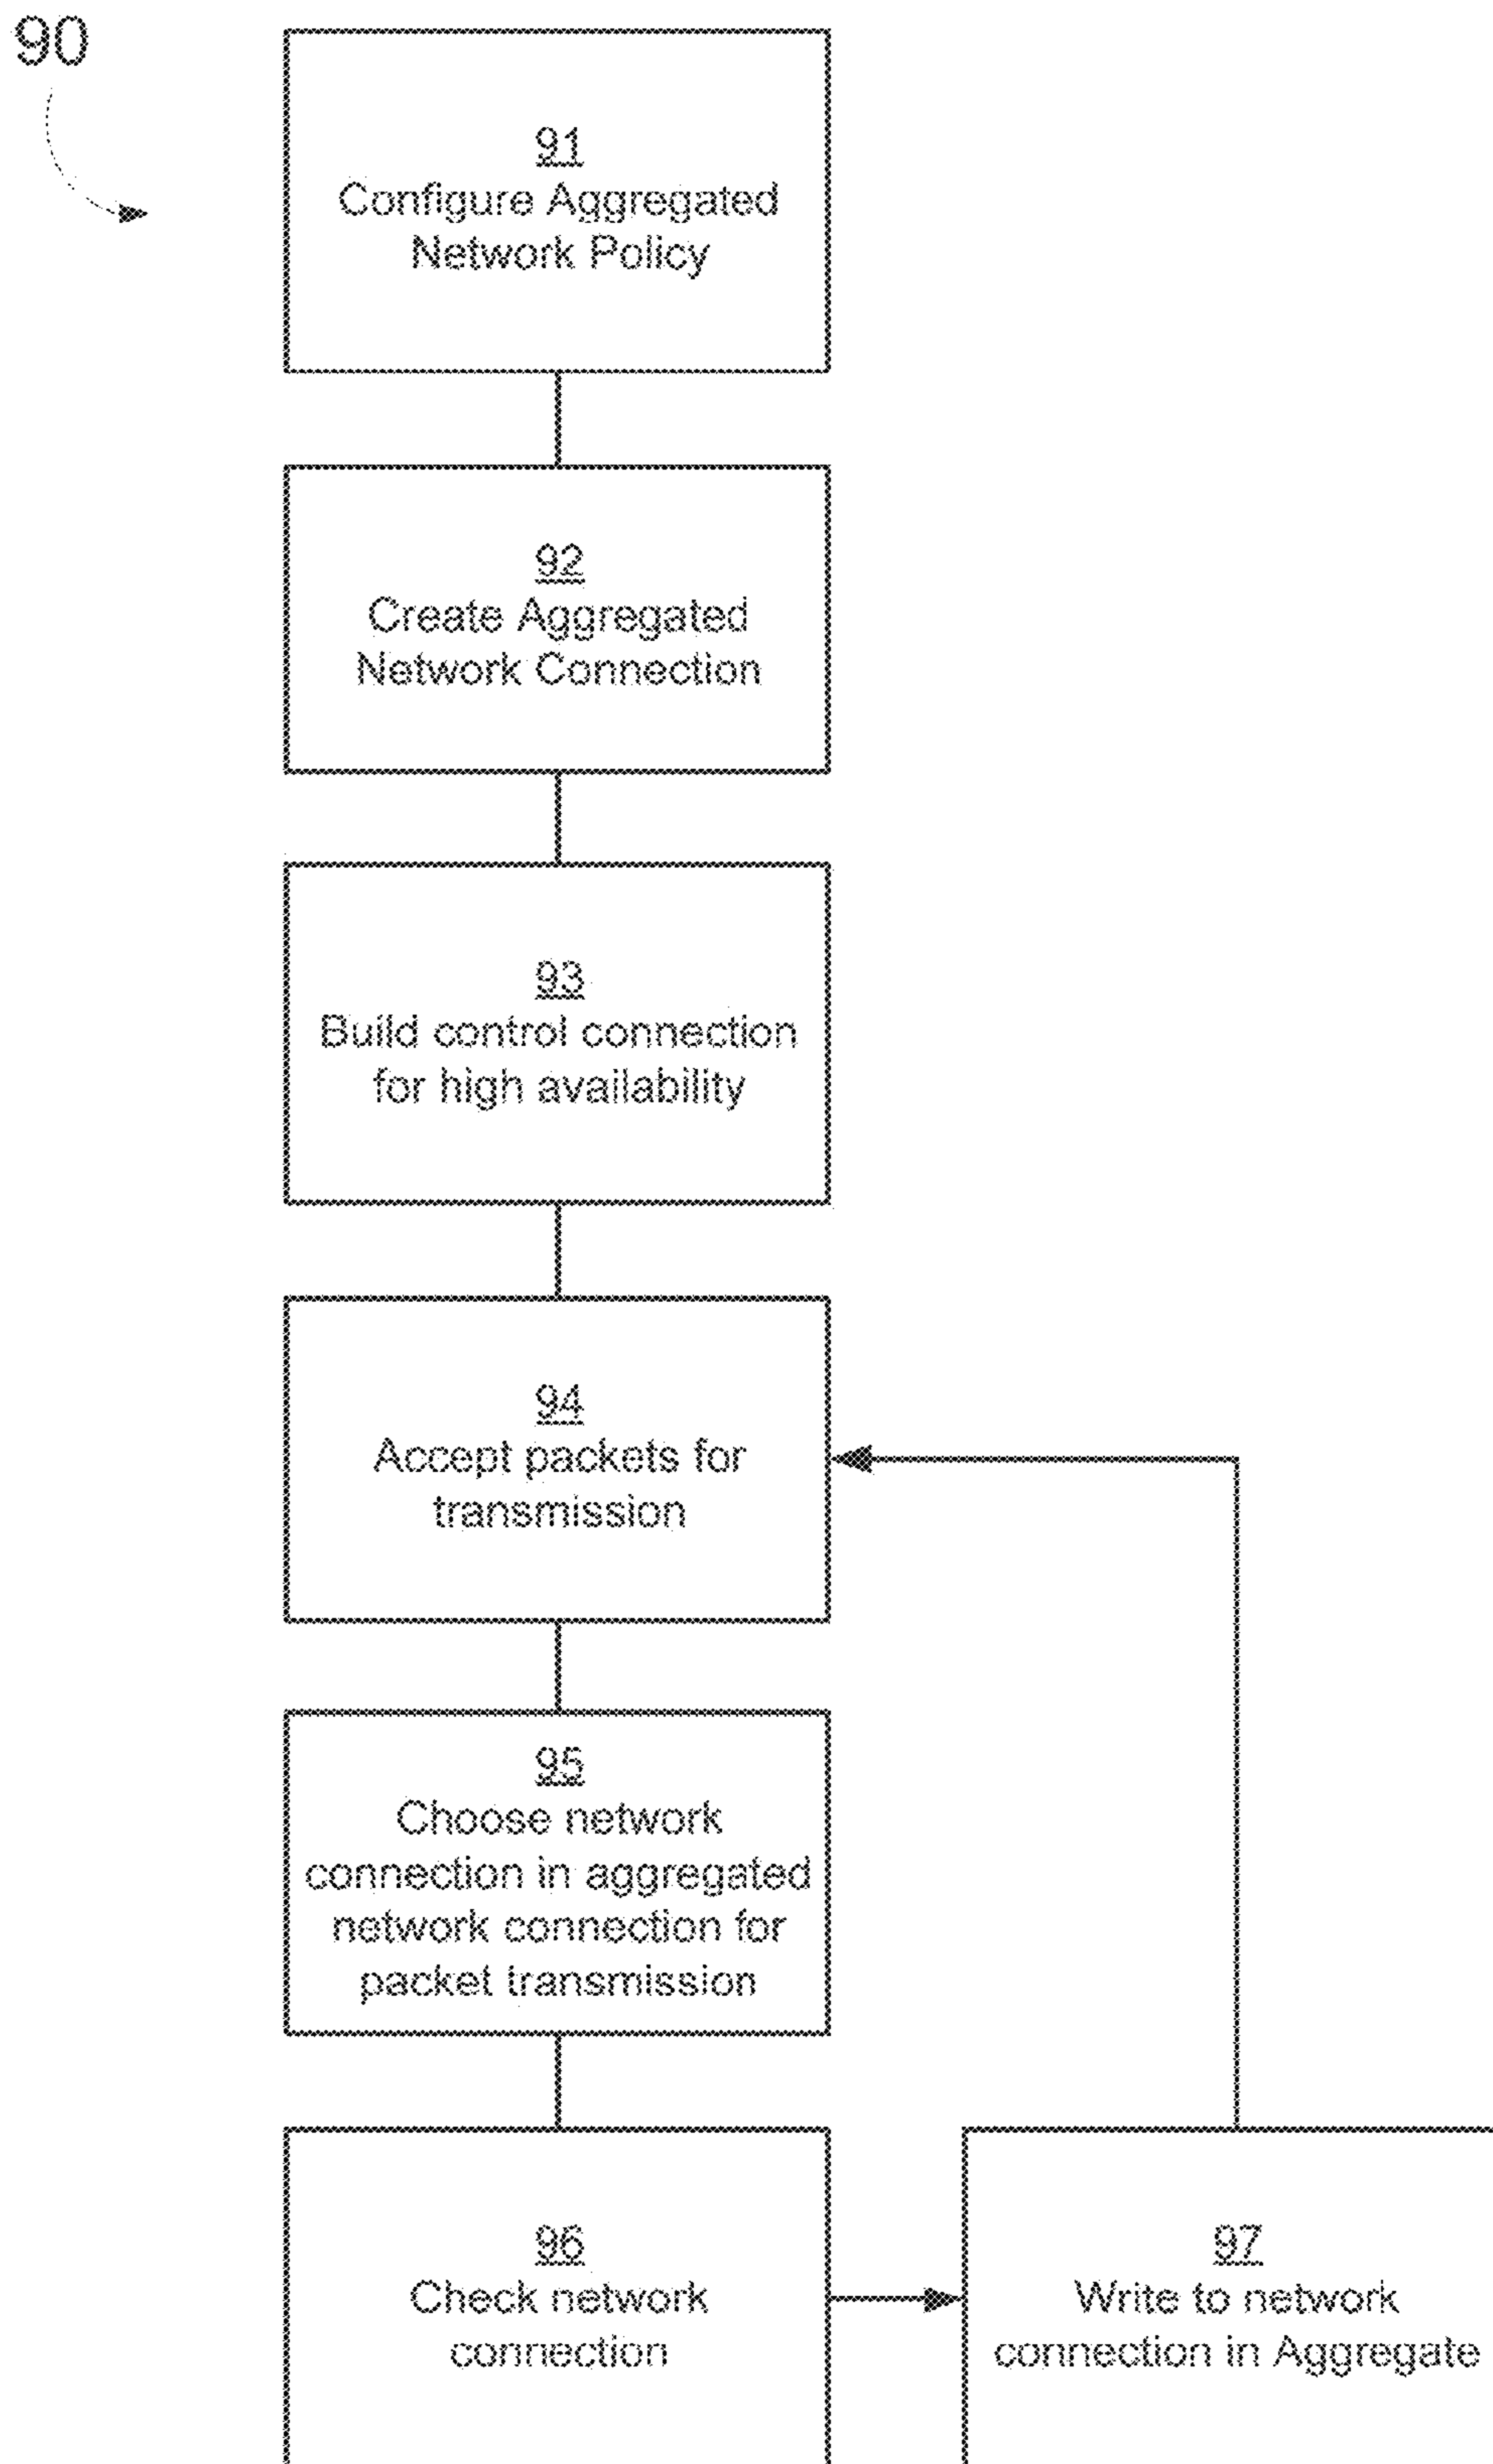 90
91
Configure Aggregated
Network Policy
92
Create Aggregated
Network Connection
93
Build control connection
for high availability
94
Accept packets for
transmission
95
Choose network
connection in aggregated
network connection for
packet transmission
96
Check network
connection
97
Write to network
connection in Aggregate